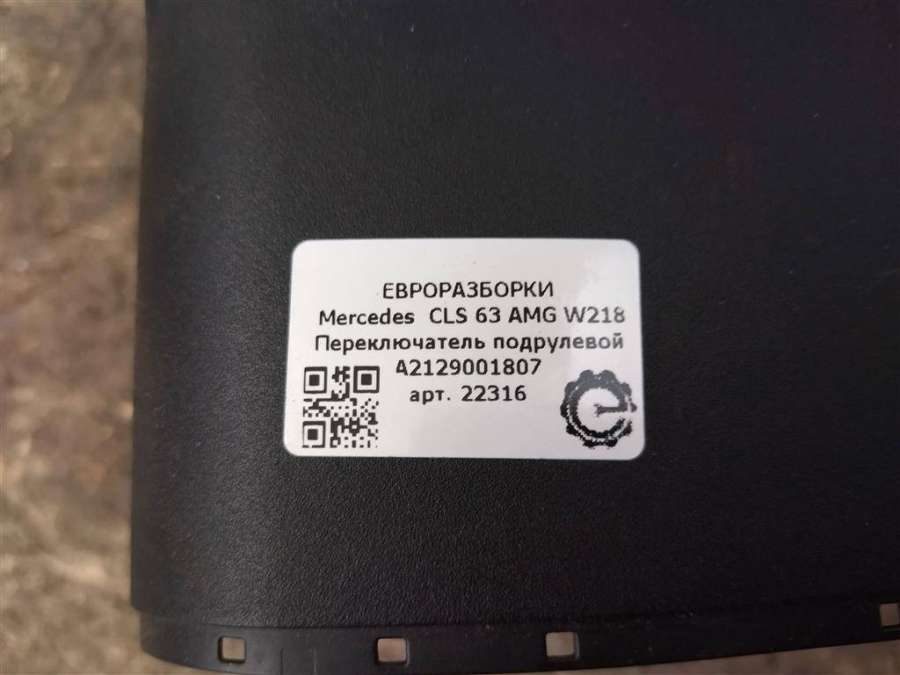 ЕВРОРАЗБОРКИ
Mercedes CLS 63 AMG W218
Переключатель подрулевой
A2129001807
арт. 22316